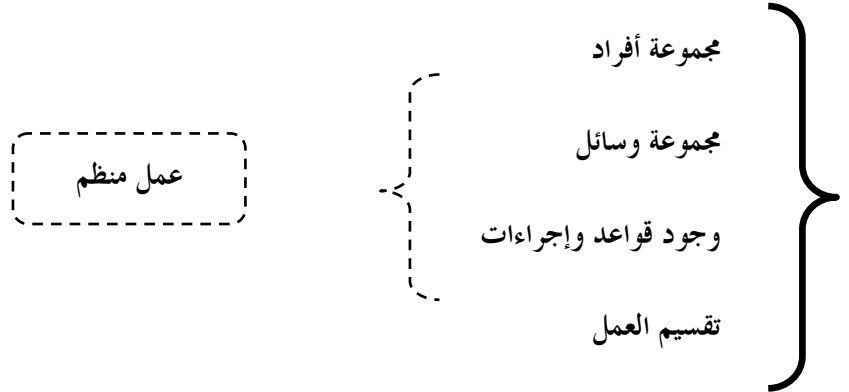 مجموعة أفراد
مجموعة وسائل
وجود قواعد وإجراءات
تقسيم العمل
عمل منظم